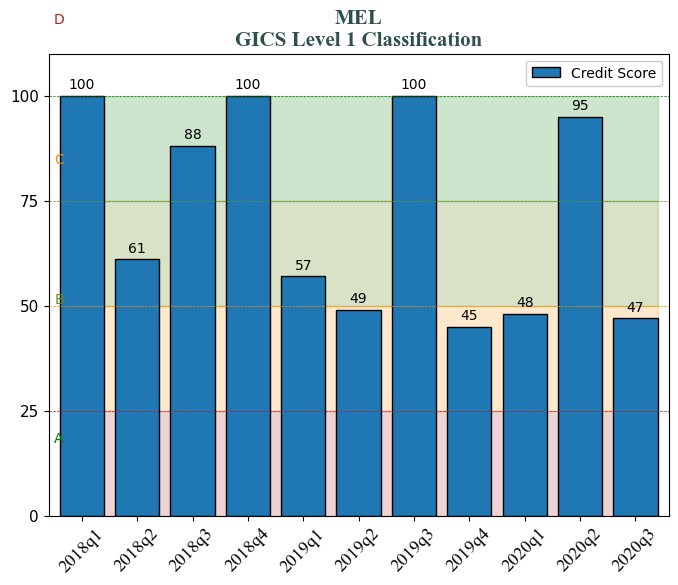 D
MEL
GICS Level 1 Classification
Credit Score
100
100
100
100
95
88
C
75
61
57
B
50
49
45
48
47
25
A
0
2018q1
2018q2
2018q3
2018q4
2019q1
2019q2
2019q3
2019q4
2020q1
2020q2
2020q3